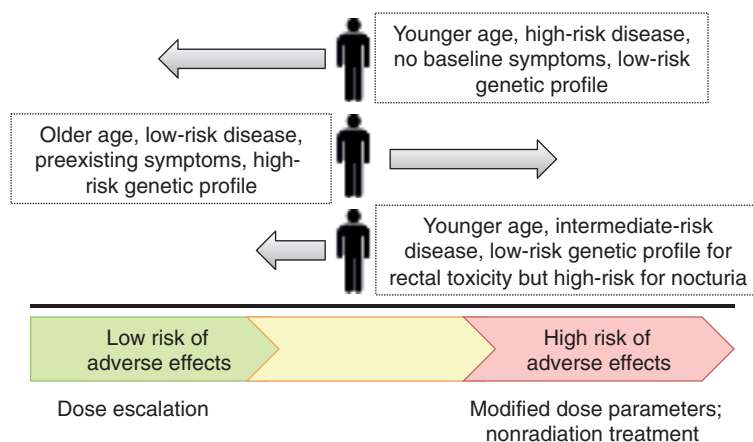 Younger age, high-risk disease,
no baseline symptoms, low-risk
genetic profile
Older age, low-risk disease,
preexisting symptoms, high-
risk genetic profile
Younger age, intermediate-risk
disease, low-risk genetic profile for
rectal toxicity but high-risk for nocturia
Low risk of
adverse effects
High risk of
adverse effects
Dose escalation
Modified dose parameters;
nonradiation treatment